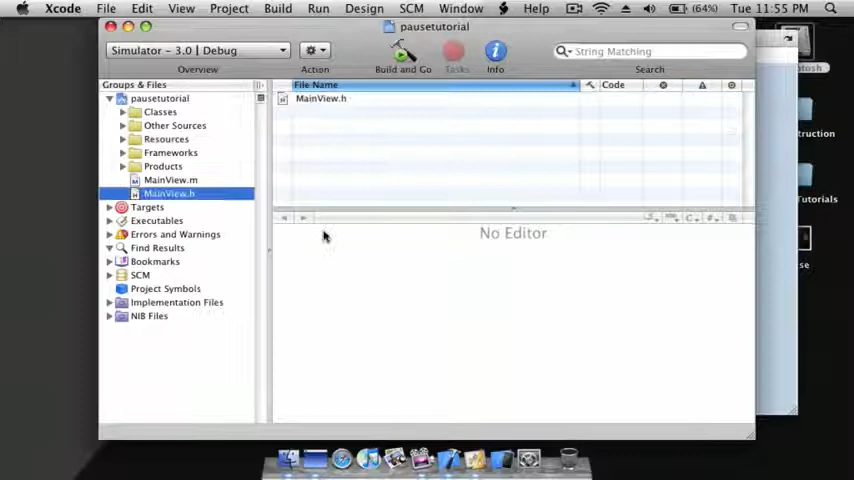 Xcode File Edit View Project Build Run Design SCM Window Help (64%) Tue 11:55 PM
pausetutorial
Simulator - 3.0 | Debug
String Matching
Overview Action Build and Go Tasks Info Search
Groups & Files File Name Code
pausetutorial MainView.h
Classes
Other Sources
Resources
Frameworks
Products
MainView.m
MainView.h
Targets
Executables
Errors and Warnings
Find Results
Bookmarks
SCM
Project Symbols
Implementation Files
NIB Files
No Editor
truction
Tutorials
se